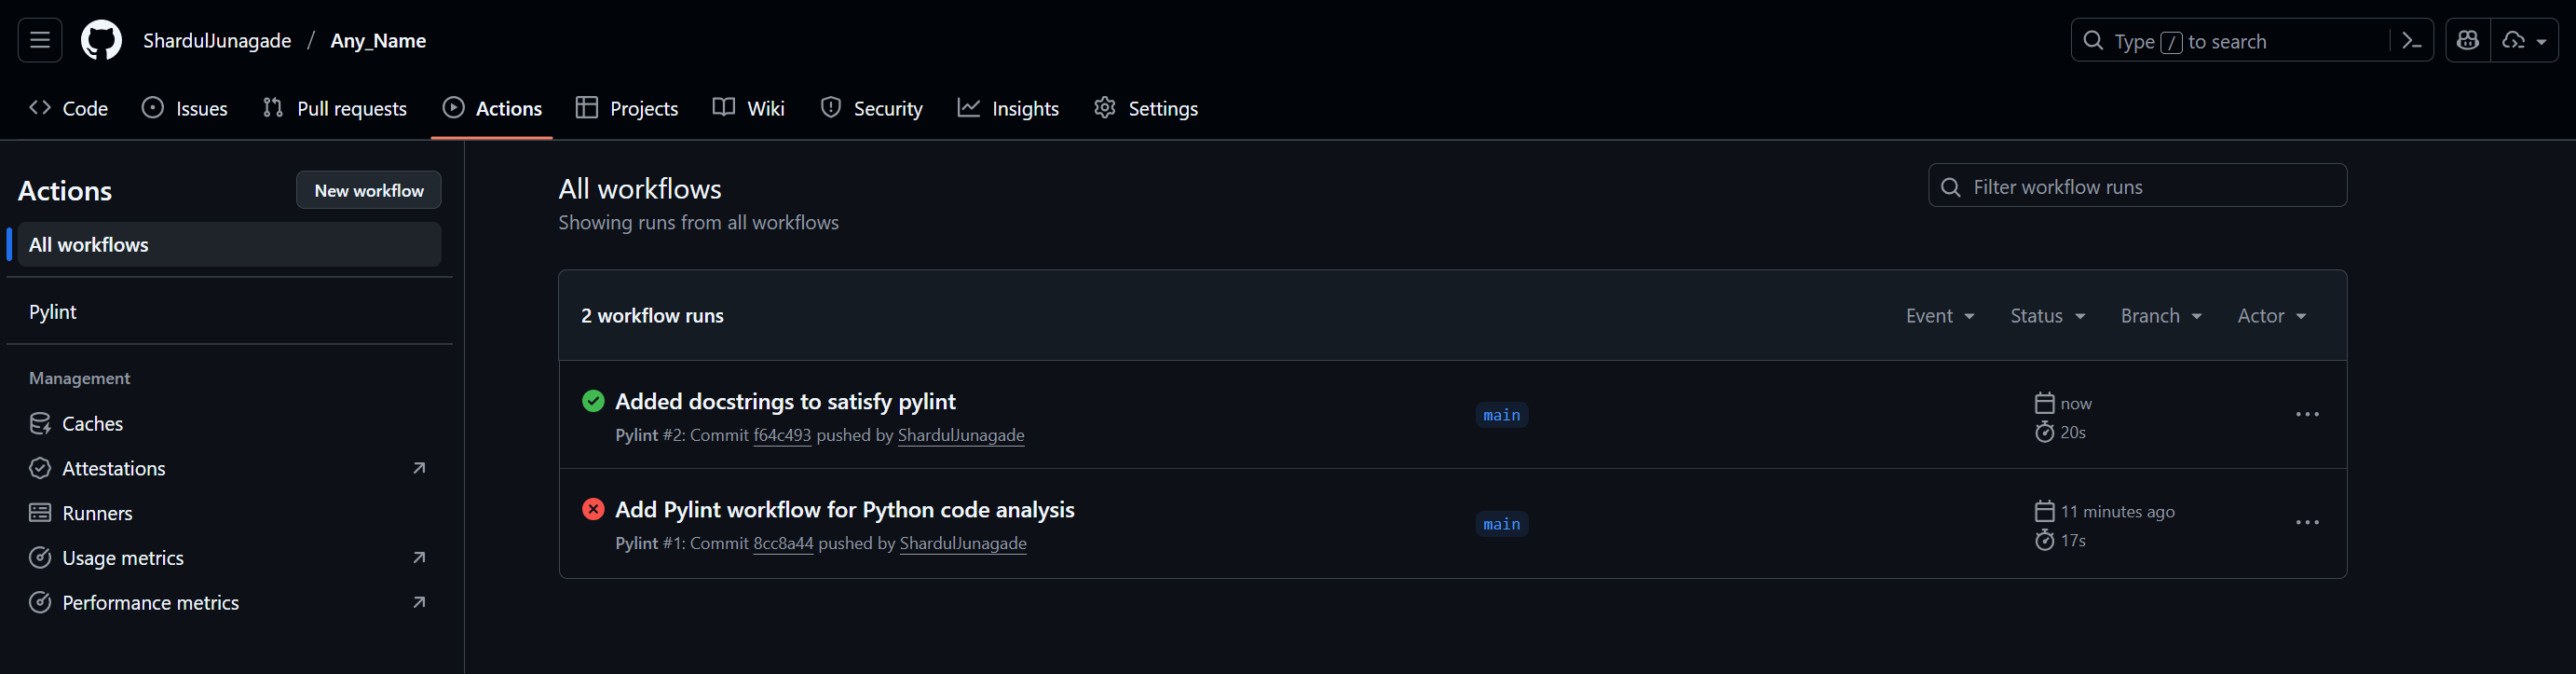 ShardulJunagade / Any_Name
Type / to search
Code Issues Pull requests Actions Projects Wiki Security Insights Settings
Actions
New workflow
All workflows
Pylint
Management
Caches
Attestations
Runners
Usage metrics
Performance metrics
All workflows
Showing runs from all workflows
Filter workflow runs
2 workflow runs
Event Status Branch Actor
Added docstrings to satisfy pylint
Pylint #2: Commit f64c493 pushed by ShardulJunagade
main
now
20s
Add Pylint workflow for Python code analysis
Pylint #1: Commit 8cc8a44 pushed by ShardulJunagade
main
11 minutes ago
17s